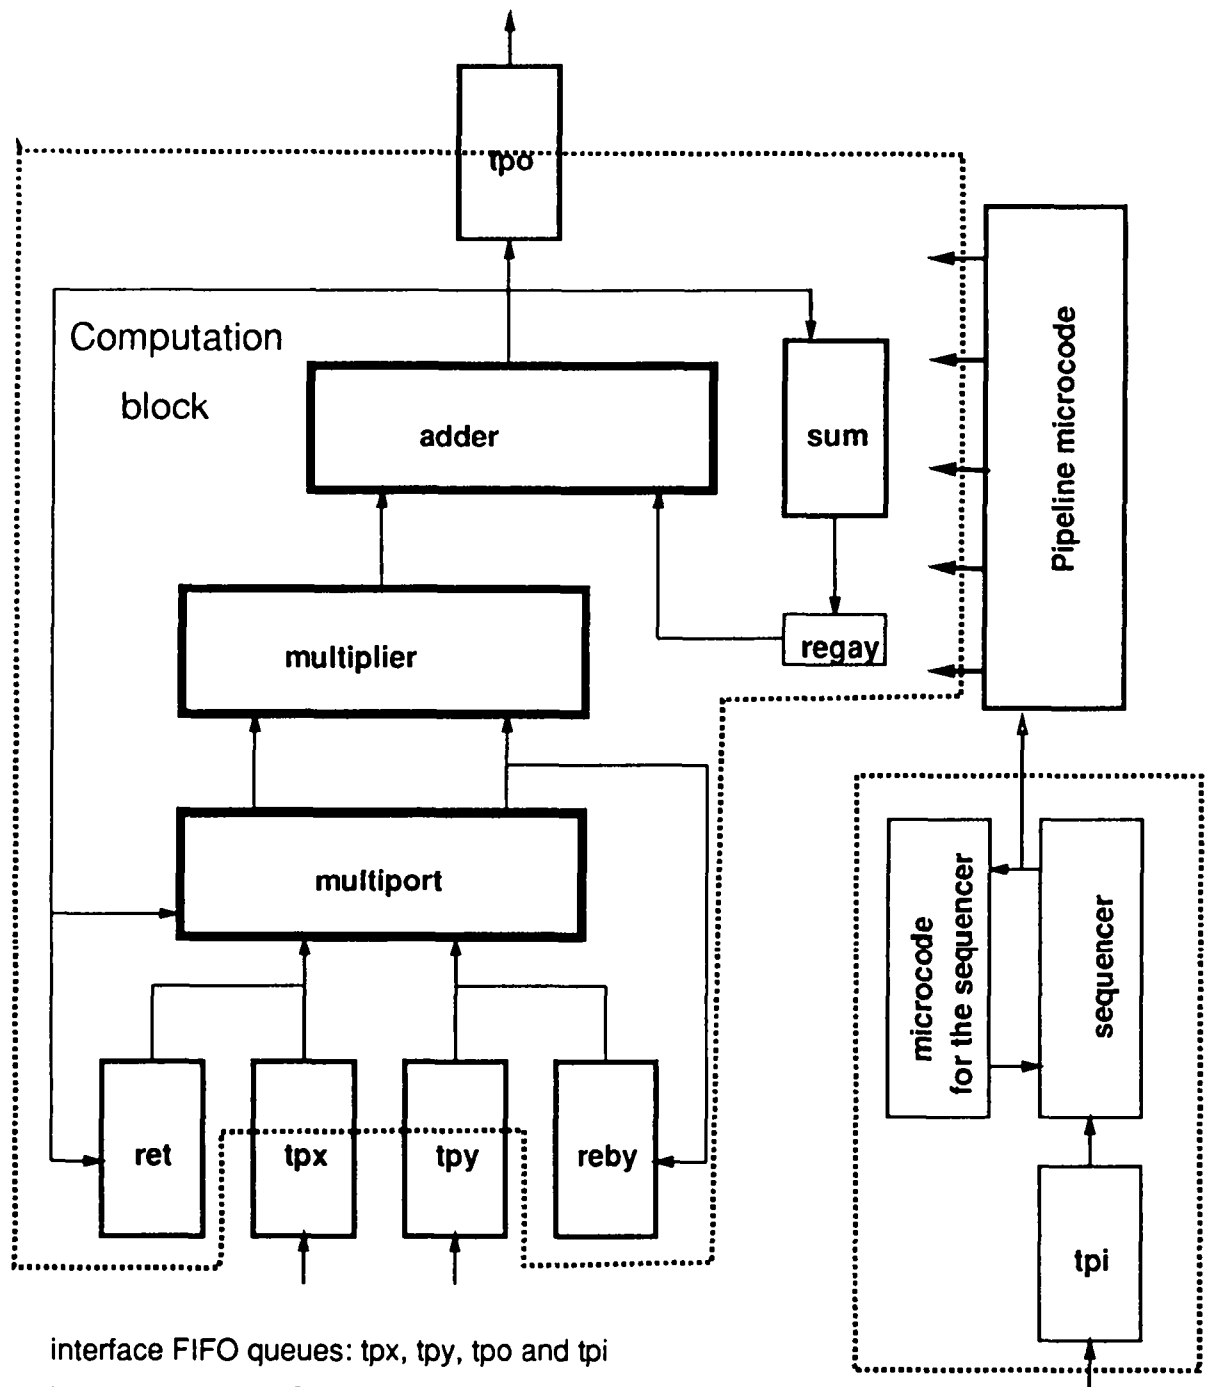 tpo
Computation
block
adder
sum
Pipeline microcode
multiplier
regay
multiport
microcode
for the sequencer
sequencer
ret
tpx
tpy
reby
tpi
interface FIFO queues: tpx, tpy, tpo and tpi